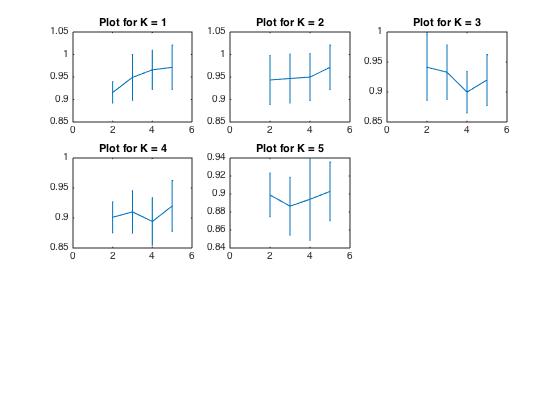 Plot for K = 1
1.05
1
0.95
0.9
0.85
0 2 4 6
Plot for K = 2
1.05
1
0.95
0.9
0.85
0 2 4 6
Plot for K = 3
1
0.95
0.9
0.85
0 2 4 6
Plot for K = 4
1
0.95
0.9
0.85
0 2 4 6
Plot for K = 5
0.94
0.92
0.9
0.88
0.86
0.84
0 2 4 6